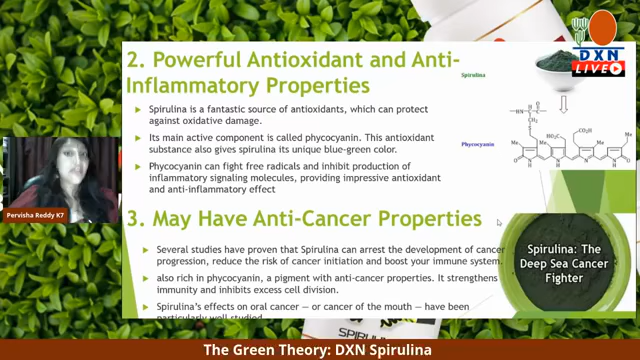 DXN
LIVE
2. Powerful Antioxidant and Anti-
Inflammatory Properties
Spirulina is a fantastic source of antioxidants, which can protect
against oxidative damage.
Its main active component is called phycocyanin. This antioxidant
substance also gives spirulina its unique blue-green color.
Phycocyanin can fight free radicals and inhibit production of
inflammatory signaling molecules, providing impressive antioxidant
and anti-inflammatory effect
Spirulina
Phycocyanin
Pervisha Reddy K7
3. May Have Anti-Cancer Properties
Several studies have proven that Spirulina can arrest the development of cancer
progression, reduce the risk of cancer initiation and boost your immune system.
also rich in phycocyanin, a pigment with anti-cancer properties. It strengthens
immunity and inhibits excess cell division.
Spirulina's effects on oral cancer — or cancer of the mouth — have been
particularly well studied
Spirulina: The
Deep Sea Cancer
Fighter
The Green Theory: DXN Spirulina